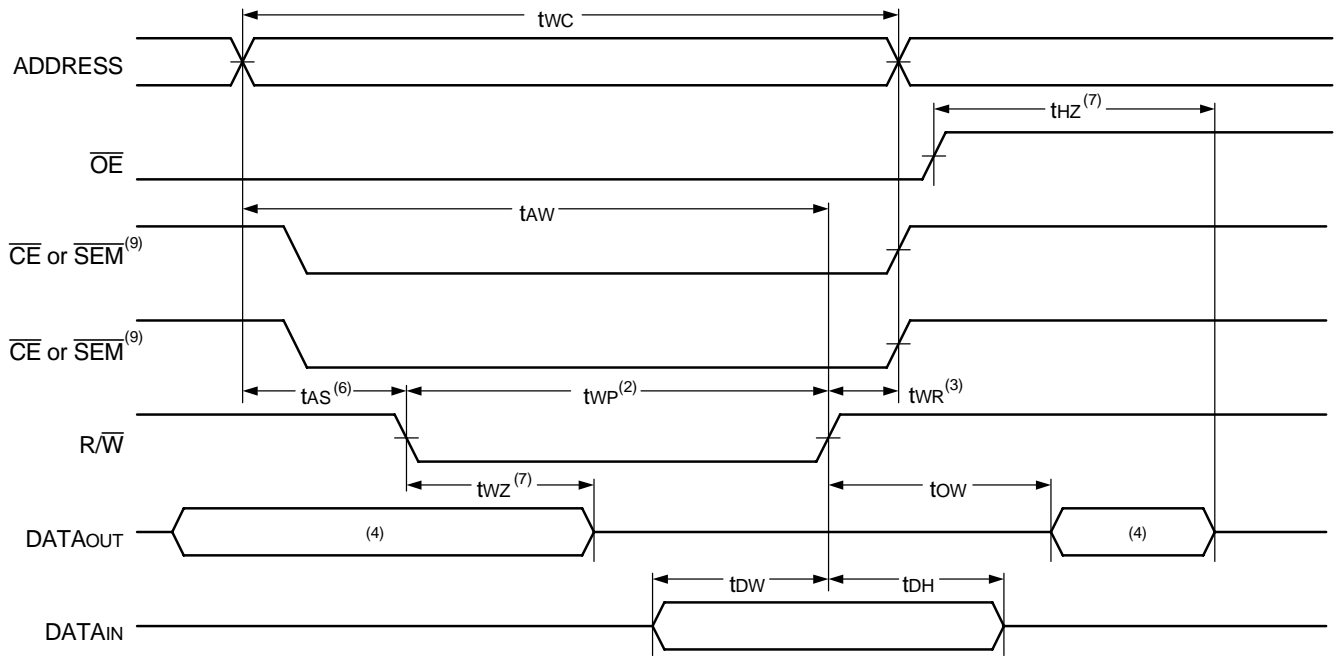 tWC
ADDRESS
tHZ(7)
OE
tAW
CE or SEM(9)
CE or SEM(9)
tAS(6)
tWP(2)
tWR(3)
R/W
tWZ(7)
tOW
DATAOUT
(4)
(4)
tDW
tDH
DATAIN